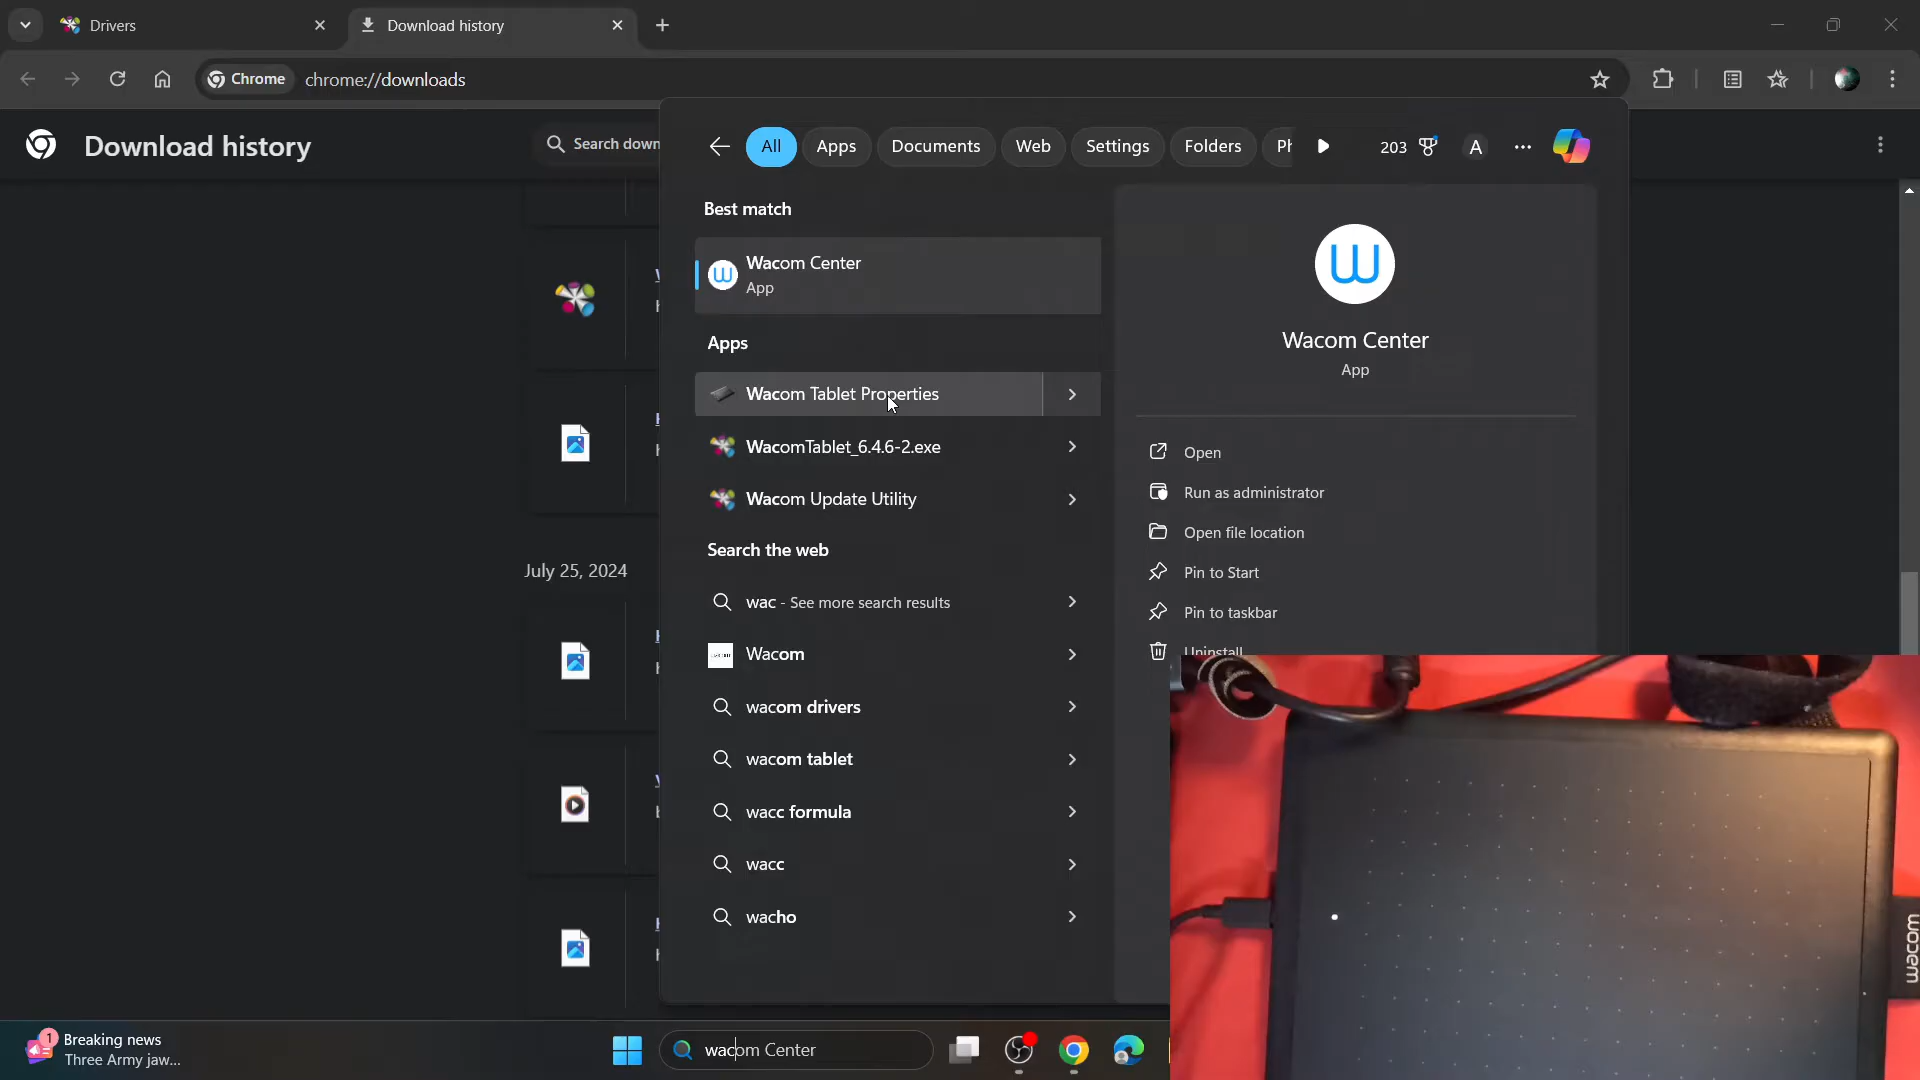 Drivers
Download history
Chrome
chrome://downloads
Download history
Search down
All
Apps
Documents
Web
Settings
Folders
Ph
203
A
Best match
Wacom Center
App
Apps
Wacom Tablet Properties
WacomTablet_6.4.6-2.exe
Wacom Update Utility
Search the web
wac - See more search results
Wacom
wacom drivers
wacom tablet
wacc formula
wacc
wacho
Wacom Center
App
Open
Run as administrator
Open file location
Pin to Start
Pin to taskbar
Uninstall
July 25, 2024
wacom
1
Breaking news
Three Army jaw...
wacom Center